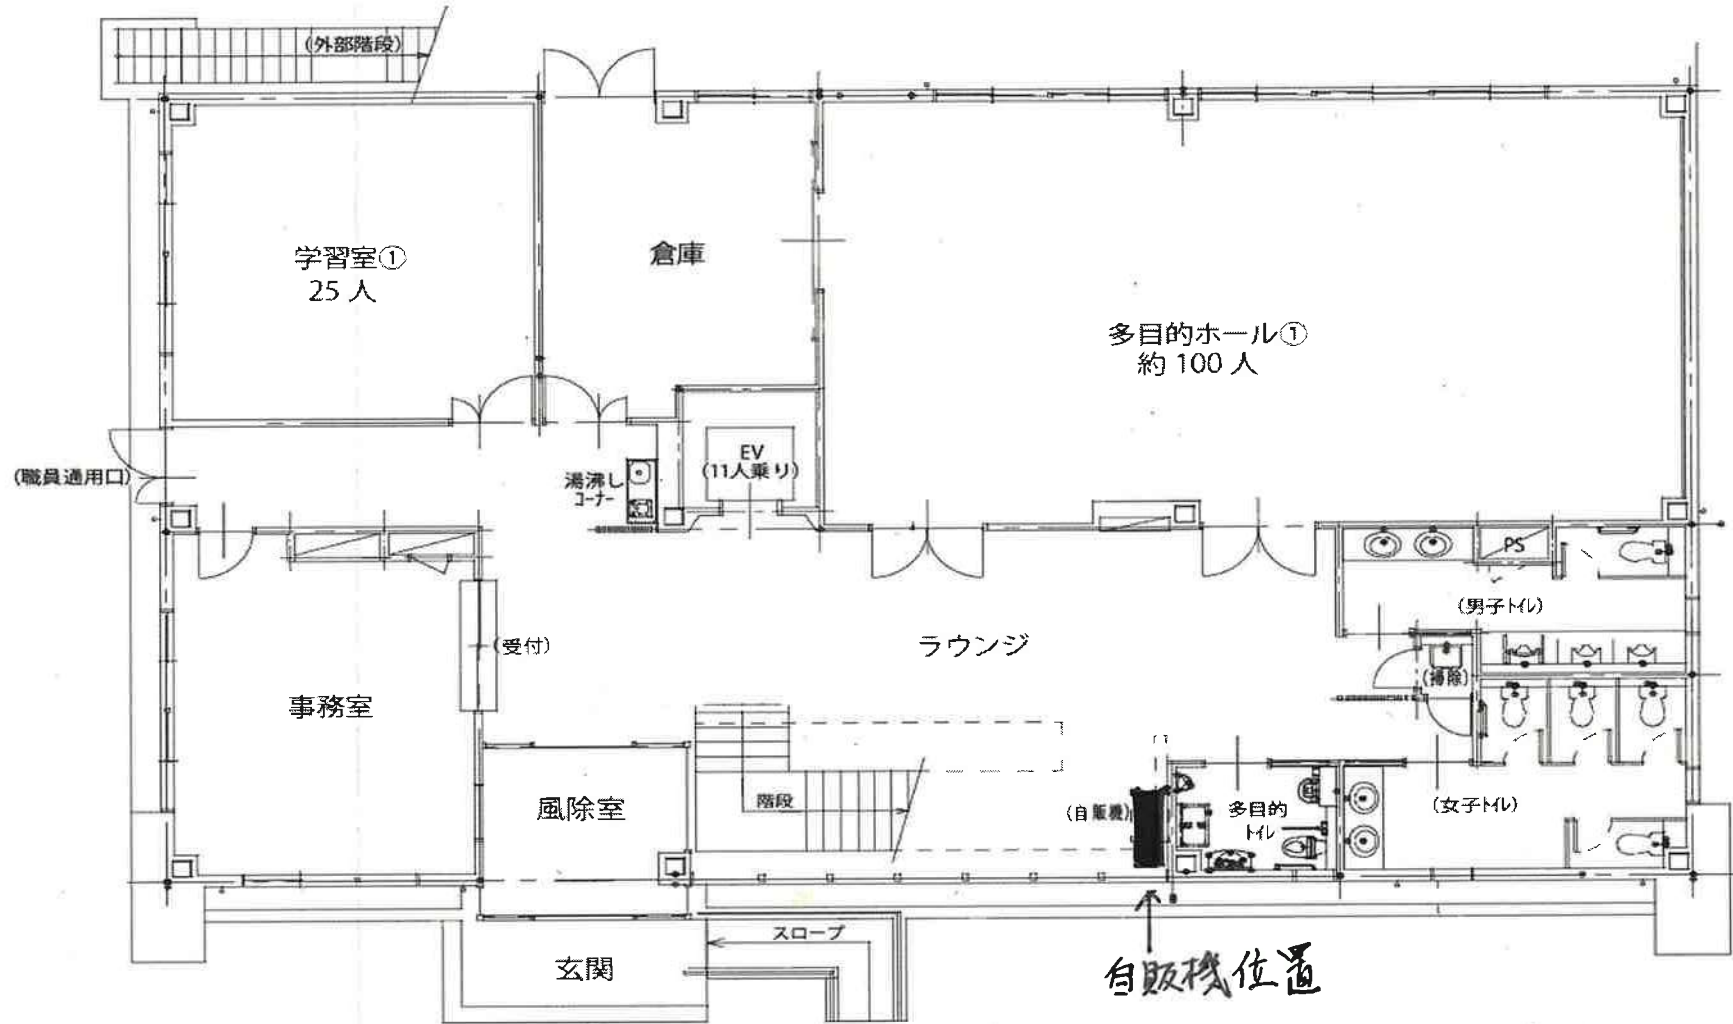 (外部階段)
学習室①
25 人
倉庫
多目的ホール①
約 100 人
(職員通用口)
湯沸し
コーナー
EV
(11人乗り)
PS
(男子トイレ)
(受付)
ラウンジ
(掃除)
事務室
風除室
階段
(自販機)
多目的
トイレ
(女子トイレ)
スロープ
玄関
自販機位置